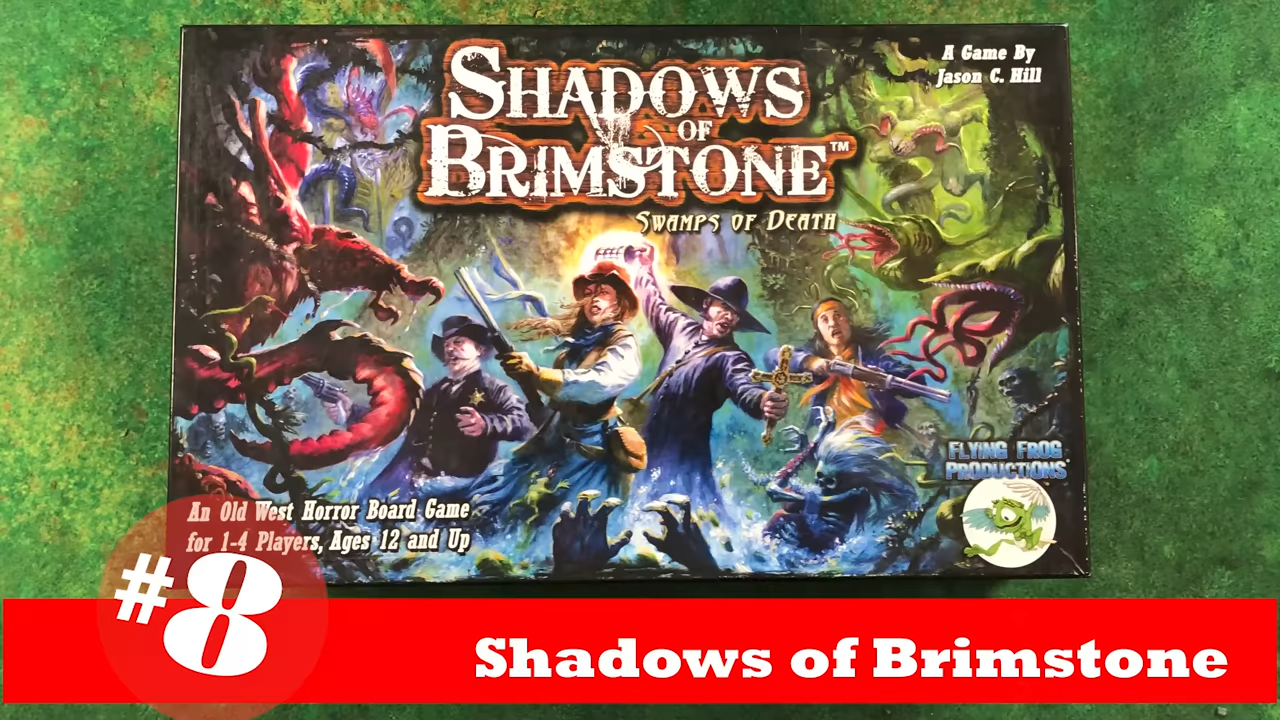 SHADOWS
OF
BRIMSTONE™
SWAMPS OF DEATH
A Game By
Jason C. Hill
FLYING FROG
PRODUCTIONS
An Old West Horror Board Game
for 1-4 Players, Ages 12 and Up
#8
Shadows of Brimstone